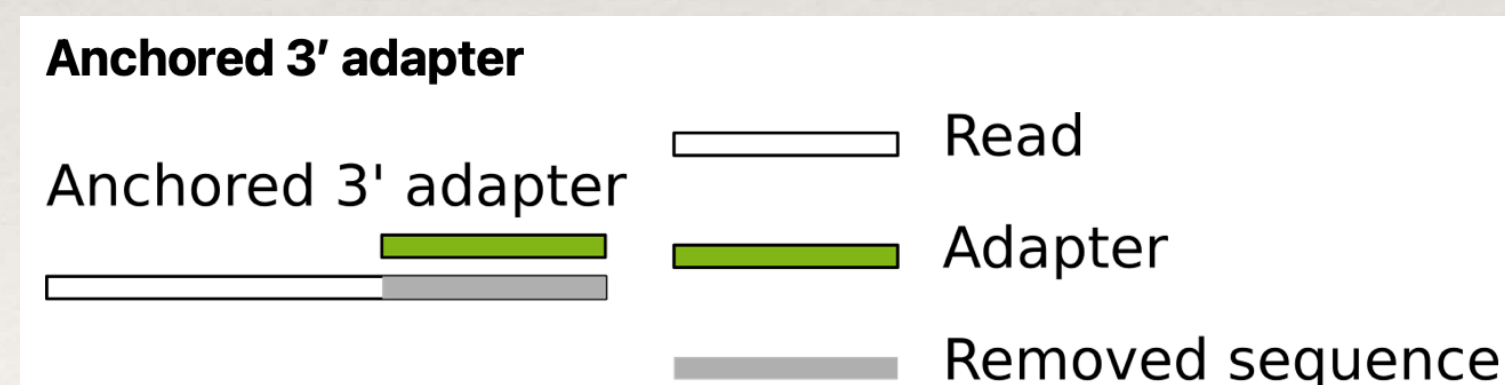 Anchored 3′ adapter
Anchored 3' adapter
Read
Adapter
Removed sequence